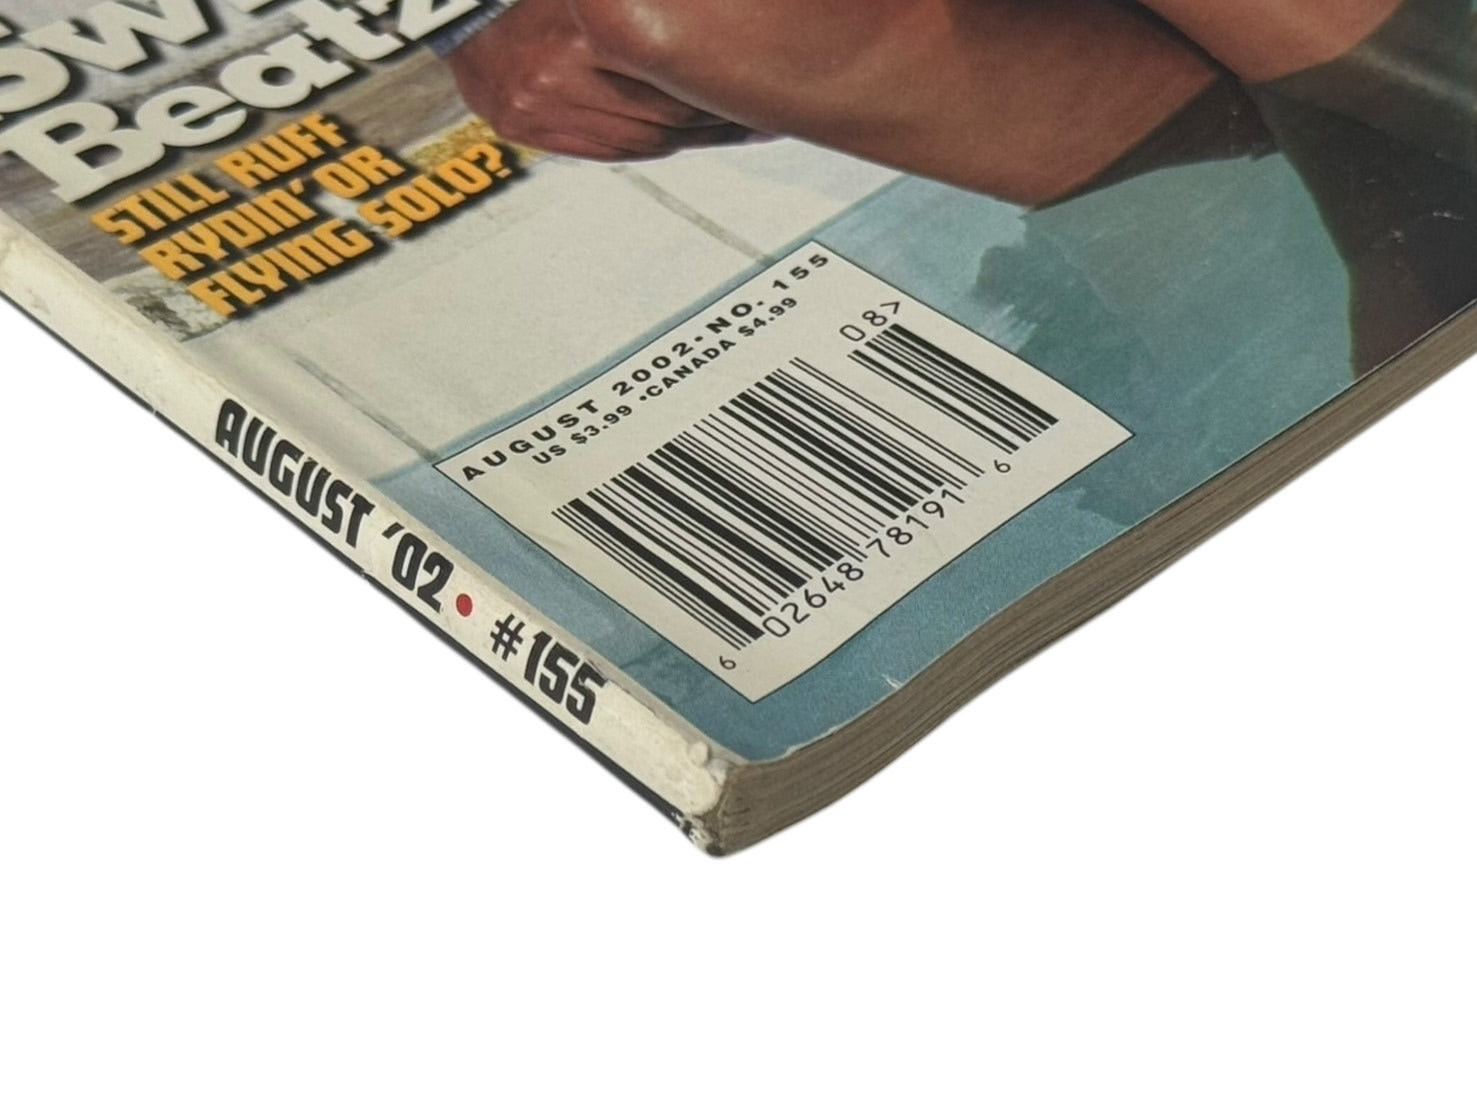 Beatz
STILL RUFF
RYDIN' OR
FLYING SOLO?
AUGUST 2002 • NO. 155
US $3.99 • CANADA $4.99
08>
6 02648 78191 6
AUGUST '02 • #155